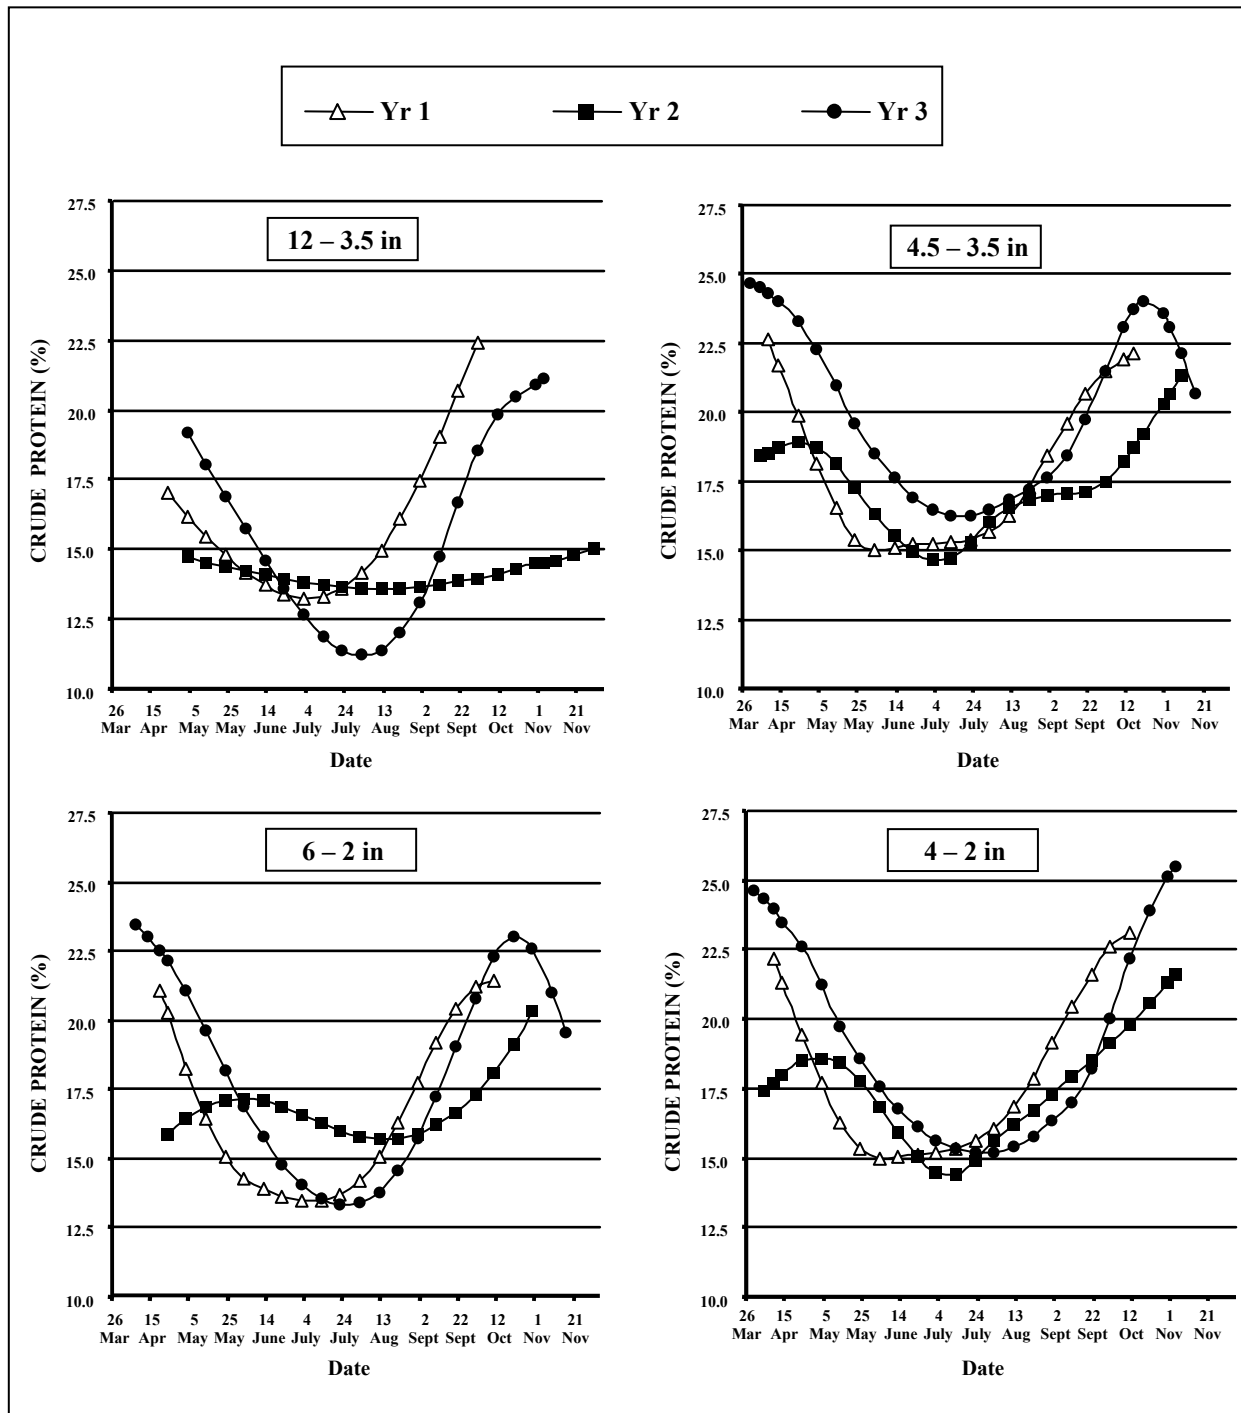 Yr 1 Yr 2 Yr 3
12 – 3.5 in
CRUDE PROTEIN (%)
27.5
25.0
22.5
20.0
17.5
15.0
12.5
10.0
26 15 5 25 14 4 24 13 2 22 12 1 21
Mar Apr May May June July July Aug Sept Sept Oct Nov Nov
Date
4.5 – 3.5 in
CRUDE PROTEIN (%)
27.5
25.0
22.5
20.0
17.5
15.0
12.5
10.0
26 15 5 25 14 4 24 13 2 22 12 1 21
Mar Apr May May June July July Aug Sept Sept Oct Nov Nov
Date
6 – 2 in
CRUDE PROTEIN (%)
27.5
25.0
22.5
20.0
17.5
15.0
12.5
10.0
26 15 5 25 14 4 24 13 2 22 12 1 21
Mar Apr May May June July July Aug Sept Sept Oct Nov Nov
Date
4 – 2 in
CRUDE PROTEIN (%)
27.5
25.0
22.5
20.0
17.5
15.0
12.5
10.0
26 15 5 25 14 4 24 13 2 22 12 1 21
Mar Apr May May June July July Aug Sept Sept Oct Nov Nov
Date